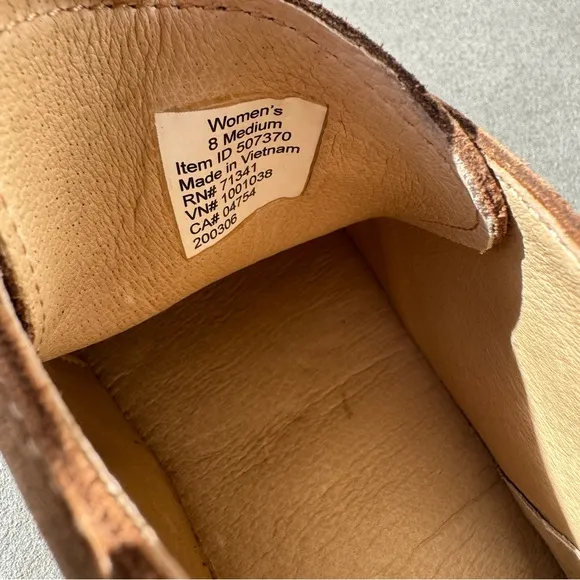 Women's
8 Medium
Item ID 507370
Made in Vietnam
RN# 71341
VN# 1001038
CA# 04754
200306